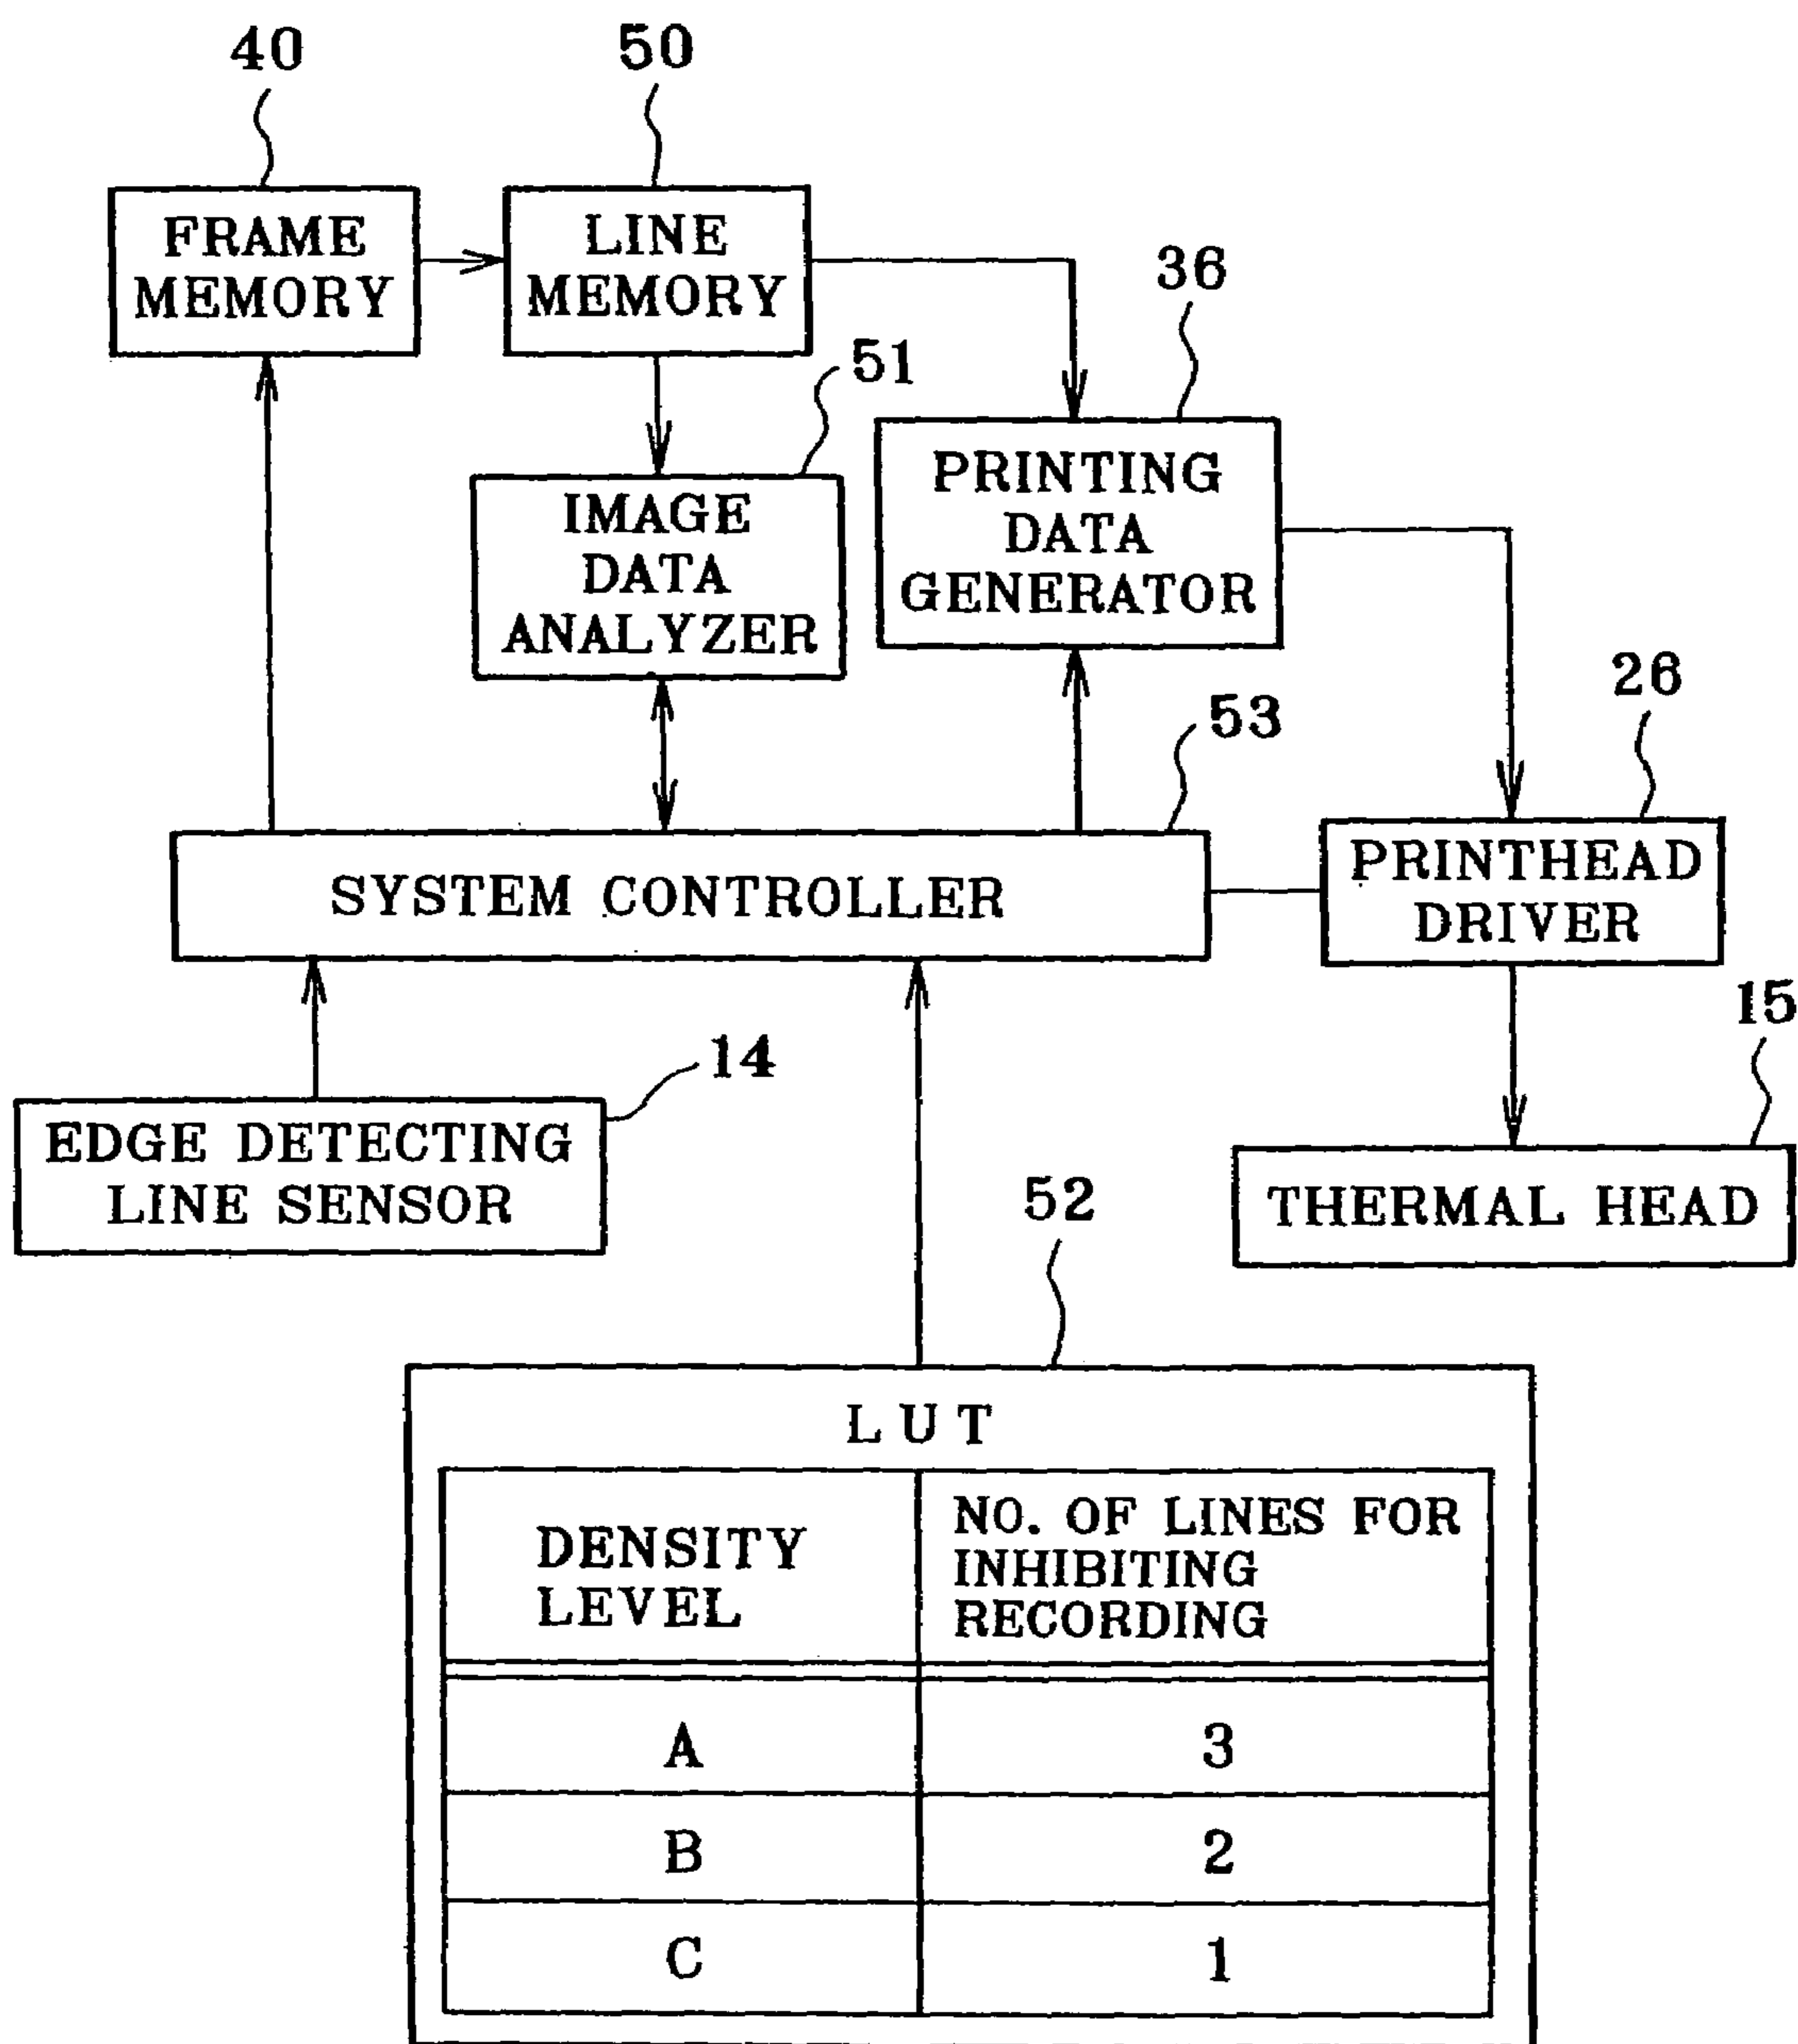 40
50
FRAME
MEMORY
LINE
MEMORY
36
51
PRINTING
DATA
GENERATOR
IMAGE
DATA
ANALYZER
26
53
SYSTEM CONTROLLER
PRINTHEAD
DRIVER
15
14
EDGE DETECTING
LINE SENSOR
52
THERMAL HEAD
LUT
DENSITY
LEVEL
NO. OF LINES FOR
INHIBITING
RECORDING
A 3
B 2
C 1